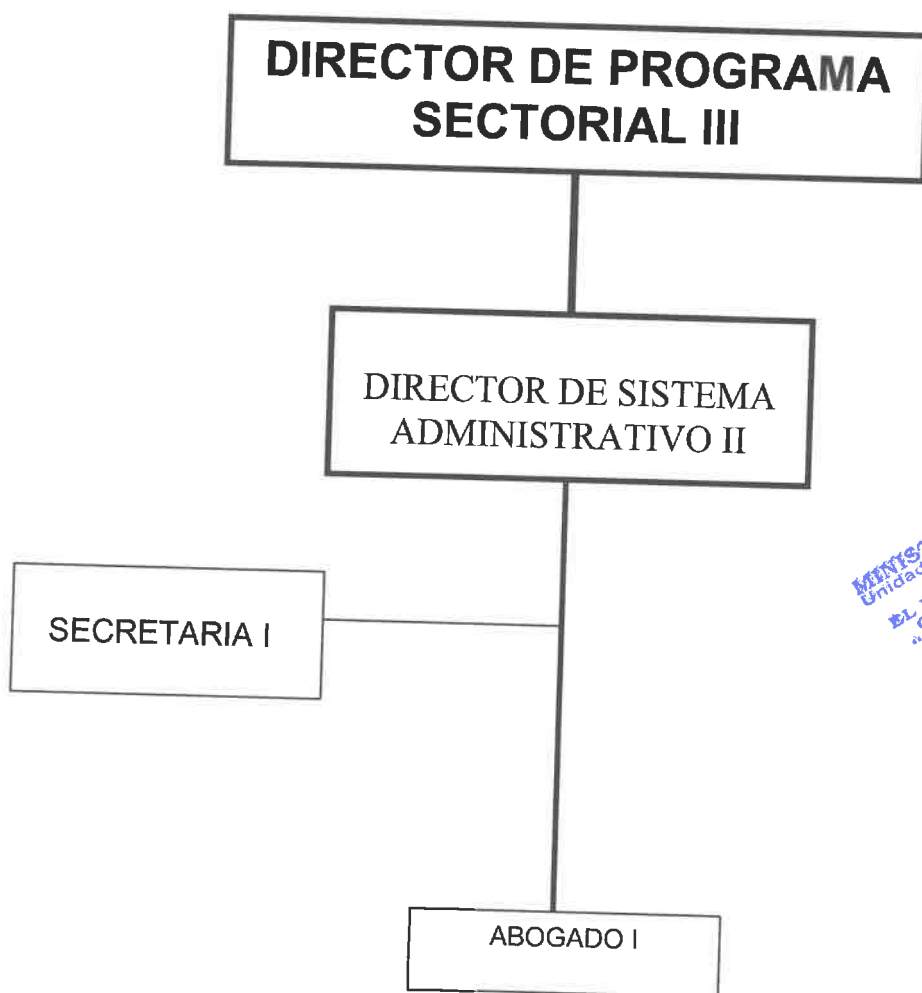 DIRECTOR DE PROGRAMA
SECTORIAL III
DIRECTOR DE SISTEMA
ADMINISTRATIVO II
SECRETARIA I
ABOGADO I